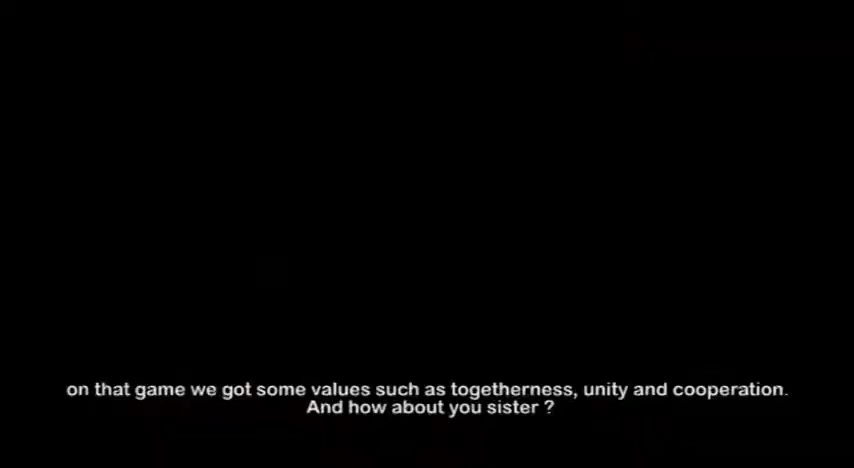 on that game we got some values such as togetherness, unity and cooperation.
And how about you sister ?